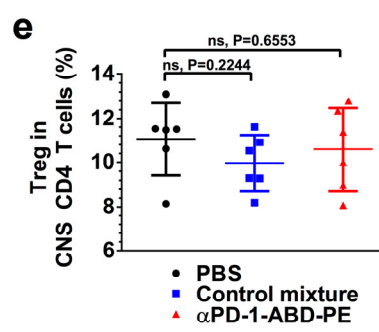 e
ns, P=0.6553
ns, P=0.2244
Treg in
CNS CD4 T cells (%)
14
12
10
8
6
PBS
Control mixture
αPD-1-ABD-PE